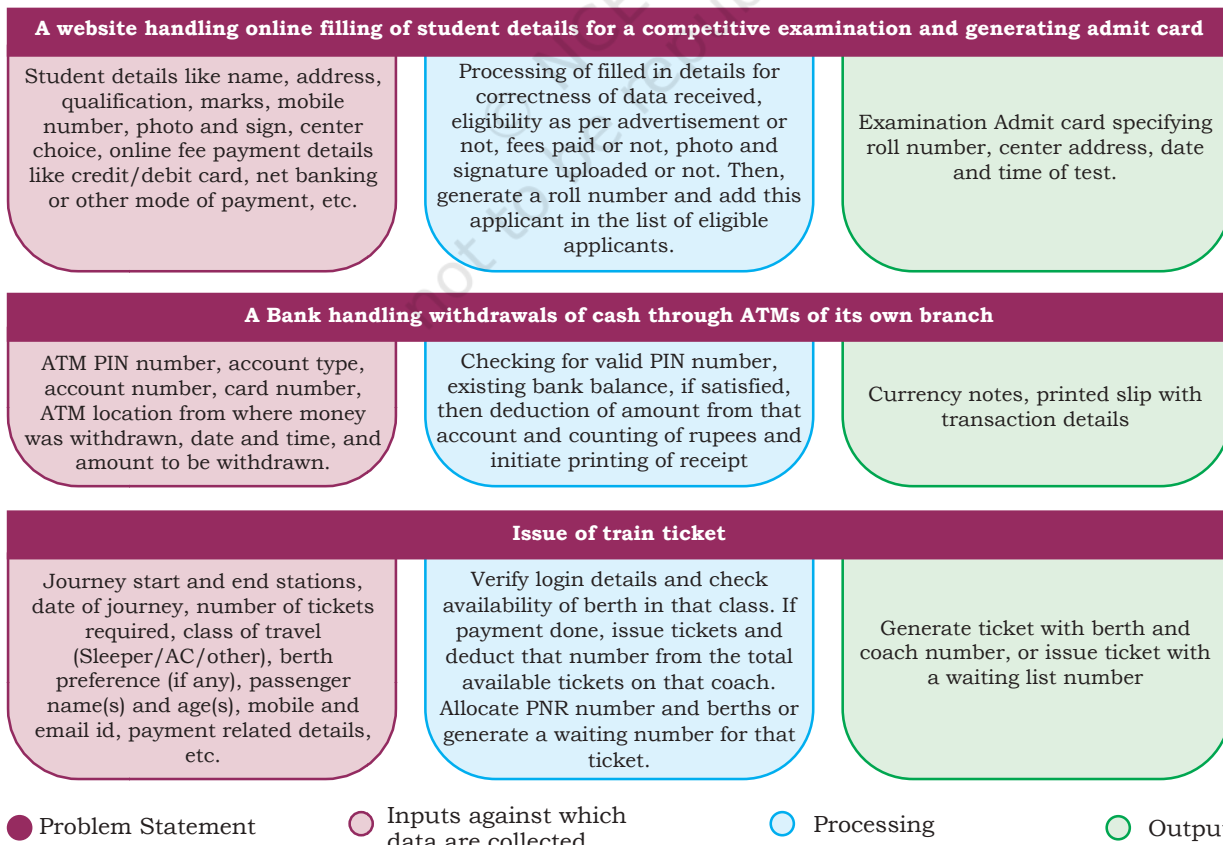 A website handling online filling of student details for a competitive examination and generating admit card
Student details like name, address,
qualification, marks, mobile
number, photo and sign, center
choice, online fee payment details
like credit/debit card, net banking
or other mode of payment, etc.
Processing of filled in details for
correctness of data received,
eligibility as per advertisement or
not, fees paid or not, photo and
signature uploaded or not. Then,
generate a roll number and add this
applicant in the list of eligible
applicants.
Examination Admit card specifying
roll number, center address, date
and time of test.
A Bank handling withdrawals of cash through ATMs of its own branch
ATM PIN number, account type,
account number, card number,
ATM location from where money
was withdrawn, date and time, and
amount to be withdrawn.
Checking for valid PIN number,
existing bank balance, if satisfied,
then deduction of amount from that
account and counting of rupees and
initiate printing of receipt
Currency notes, printed slip with
transaction details
Issue of train ticket
Journey start and end stations,
date of journey, number of tickets
required, class of travel
(Sleeper/AC/other), berth
preference (if any), passenger
name(s) and age(s), mobile and
email id, payment related details,
etc.
Verify login details and check
availability of berth in that class. If
payment done, issue tickets and
deduct that number from the total
available tickets on that coach.
Allocate PNR number and berths or
generate a waiting number for that
ticket.
Generate ticket with berth and
coach number, or issue ticket with
a waiting list number
Problem Statement
Inputs against which
data are collected
Processing
Output
not to be